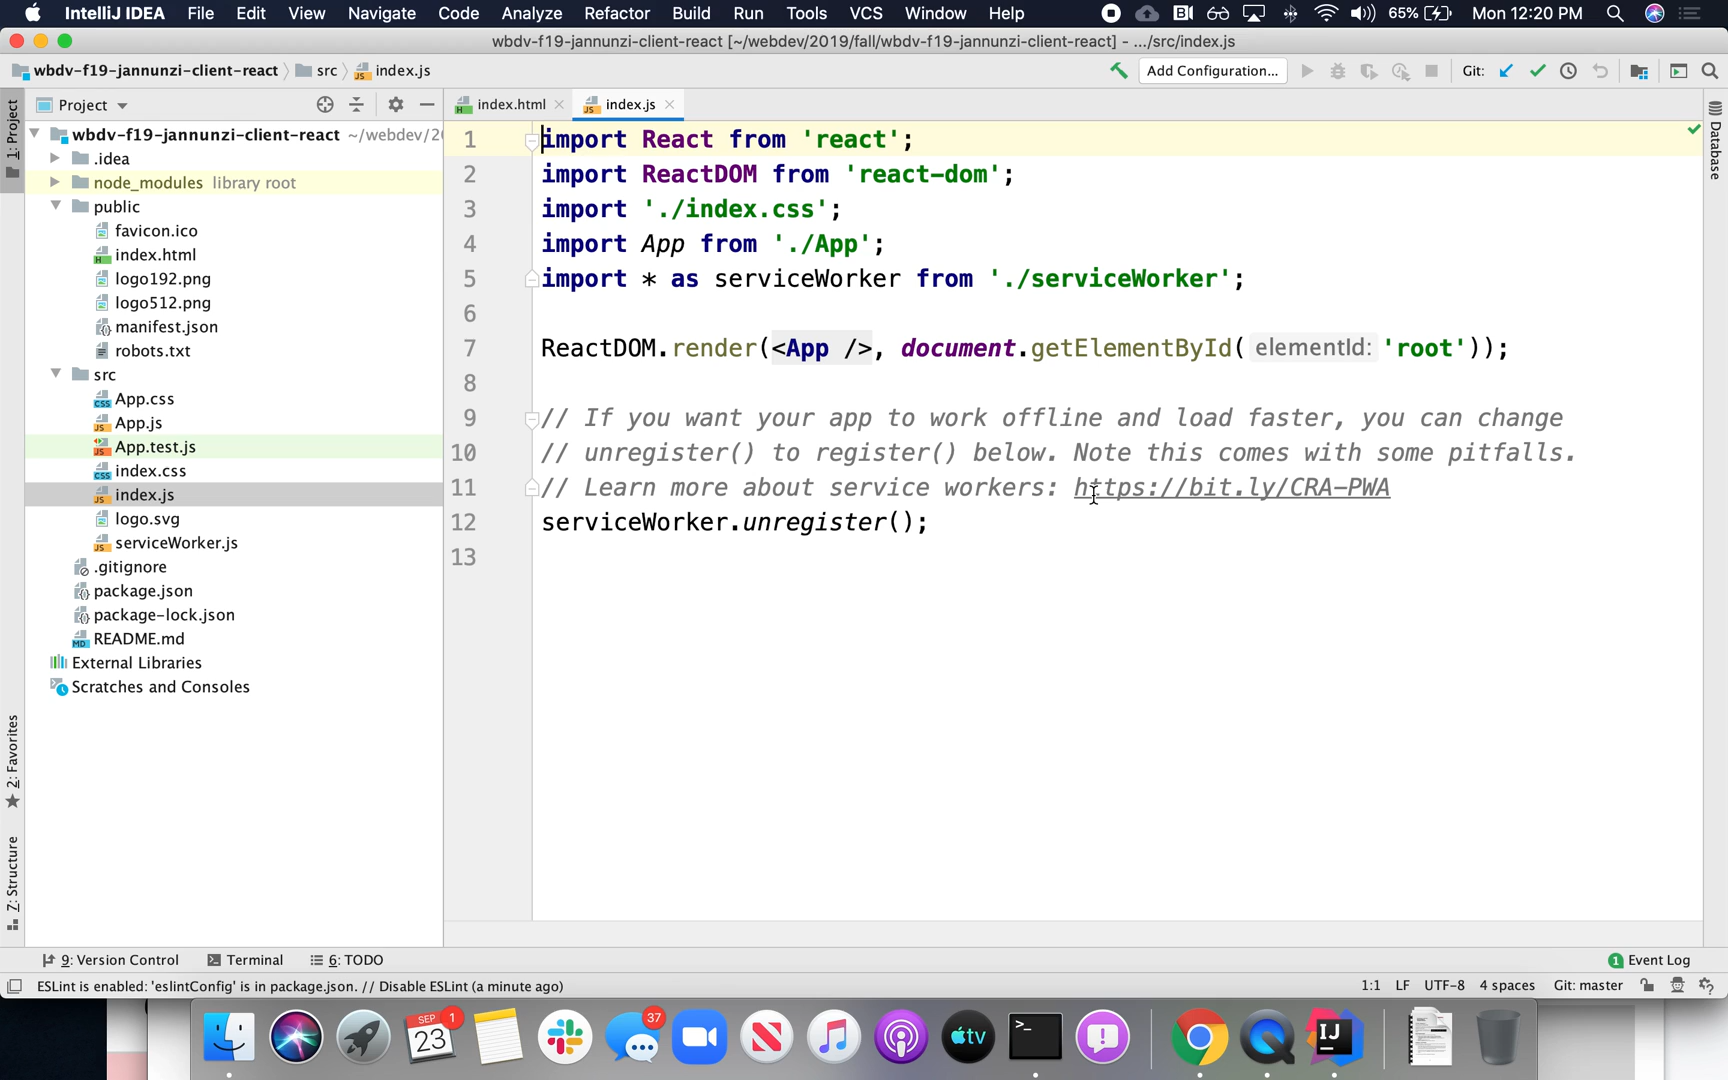 IntelliJ IDEA File Edit View Navigate Code Analyze Refactor Build Run Tools VCS Window Help 65% Mon 12:20 PM
wbdv-f19-jannunzi-client-react [~/webdev/2019/fall/wbdv-f19-jannunzi-client-react] - .../src/index.js
wbdv-f19-jannunzi-client-react src index.js Add Configuration... Git:
1: Project
2: Favorites
Z: Structure
Database
Project
wbdv-f19-jannunzi-client-react ~/webdev/20
.idea
node_modules library root
public
favicon.ico
index.html
logo192.png
logo512.png
manifest.json
robots.txt
src
App.css
App.js
App.test.js
index.css
index.js
logo.svg
serviceWorker.js
.gitignore
package.json
package-lock.json
README.md
External Libraries
Scratches and Consoles
index.html index.js
1 import React from 'react';
2 import ReactDOM from 'react-dom';
3 import './index.css';
4 import App from './App';
5 import * as serviceWorker from './serviceWorker';
6
7 ReactDOM.render(<App />, document.getElementById( elementId: 'root'));
8
9 // If you want your app to work offline and load faster, you can change
10 // unregister() to register() below. Note this comes with some pitfalls.
11 // Learn more about service workers: https://bit.ly/CRA-PWA
12 serviceWorker.unregister();
13
9: Version Control Terminal 6: TODO 1 Event Log
ESLint is enabled: 'eslintConfig' is in package.json. // Disable ESLint (a minute ago) 1:1 LF UTF-8 4 spaces Git: master
SEP 23 1 37 tv >_ IJ